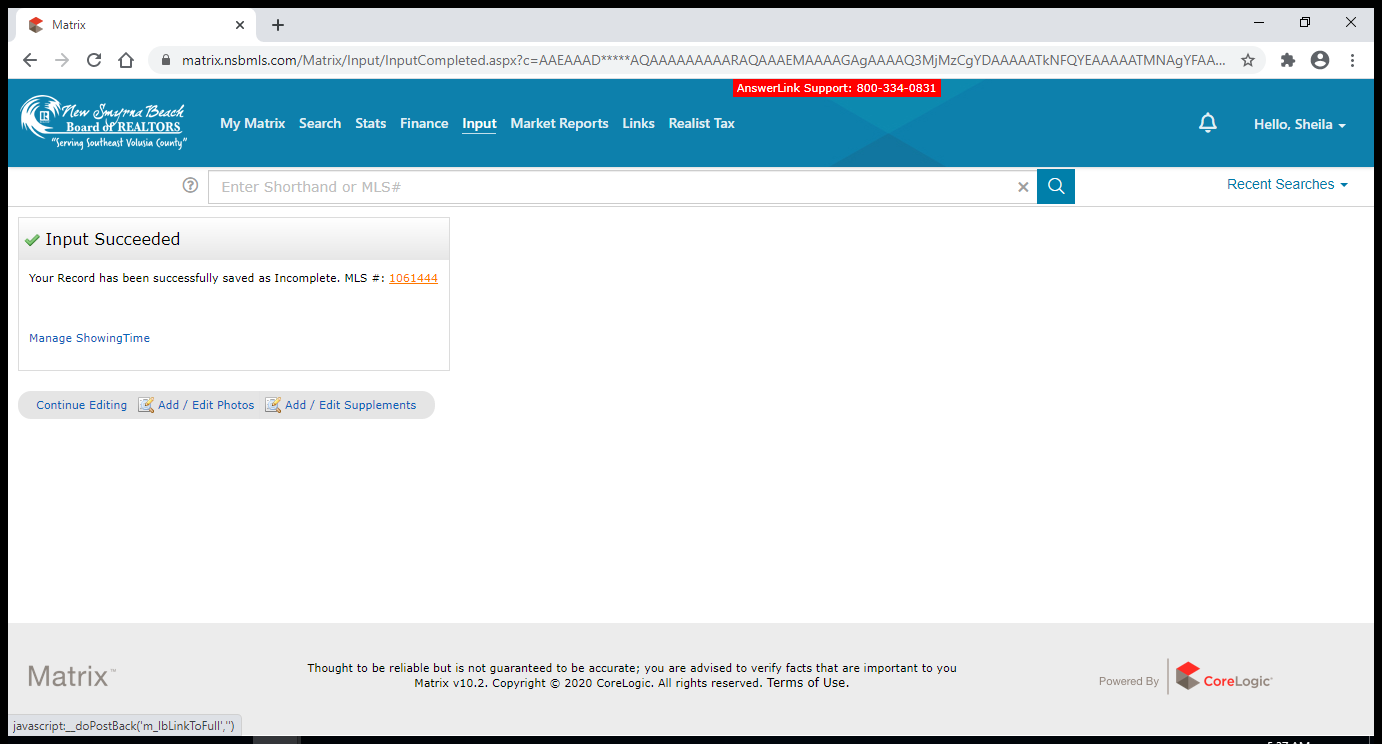 Matrix
matrix.nsbmls.com/Matrix/Input/InputCompleted.aspx?c=AAEAAAD*****AQAAAAAAAAARAQAAAEMAAAAGAgAAAAQ3MjMzCgYDAAAAATkNFQYEAAAAATMNAgYFAA...
AnswerLink Support: 800-334-0831
New Smyrna Beach
Board of REALTORS
"Serving Southeast Volusia County"
My Matrix Search Stats Finance Input Market Reports Links Realist Tax
Hello, Sheila
Enter Shorthand or MLS#
Recent Searches
Input Succeeded
Your Record has been successfully saved as Incomplete. MLS #: 1061444
Manage ShowingTime
Continue Editing Add / Edit Photos Add / Edit Supplements
Matrix™
Thought to be reliable but is not guaranteed to be accurate; you are advised to verify facts that are important to you
Matrix v10.2. Copyright © 2020 CoreLogic. All rights reserved. Terms of Use.
Powered By CoreLogic
javascript:__doPostBack('m_lbLinkToFull','')